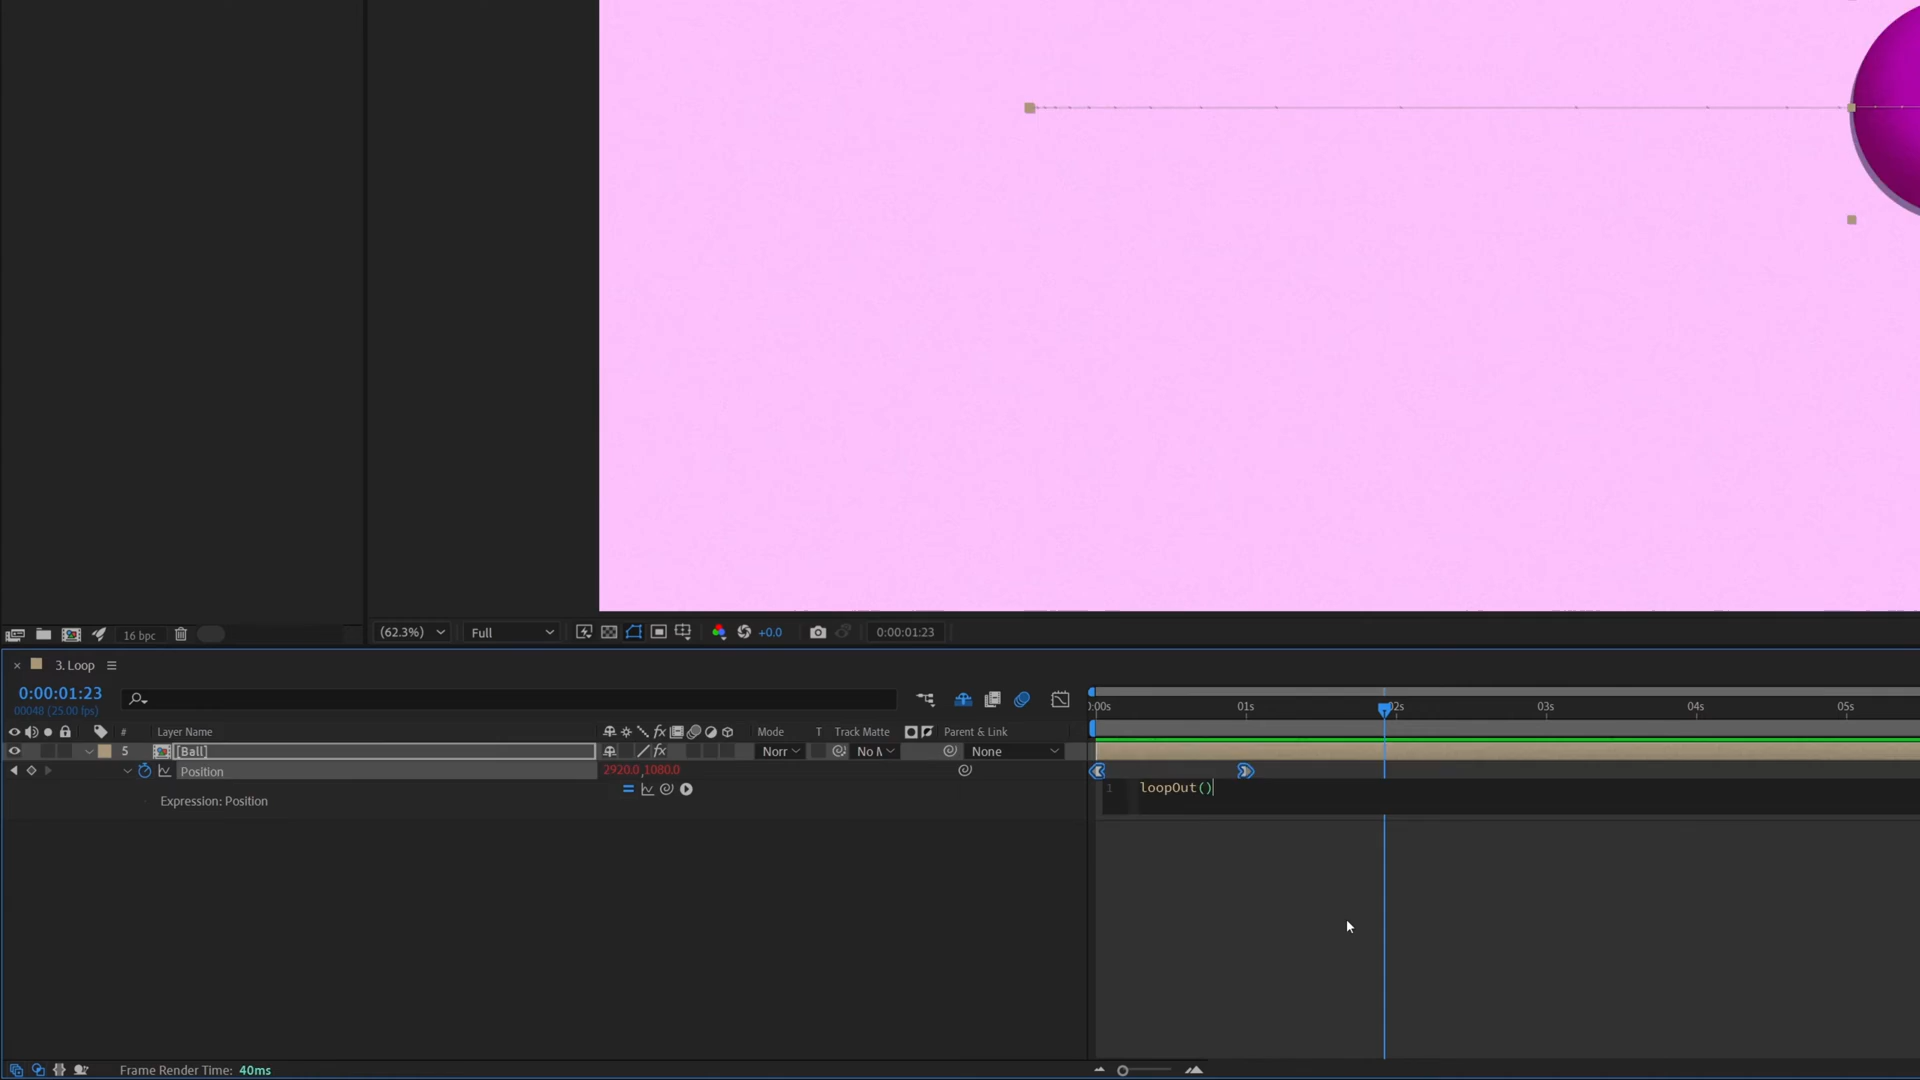 16 bpc
(62.3%)
Full
+0.0
0:00:01:23
3. Loop
0:00:01:23
00048 (25.00 fps)
):00s
01s
02s
03s
04s
05s
#
Layer Name
Mode
T
Track Matte
Parent & Link
5
[Ball]
Norr
No M
None
Position
2920.0,1080.0
1
loopOut()
Expression: Position
Frame Render Time: 40ms